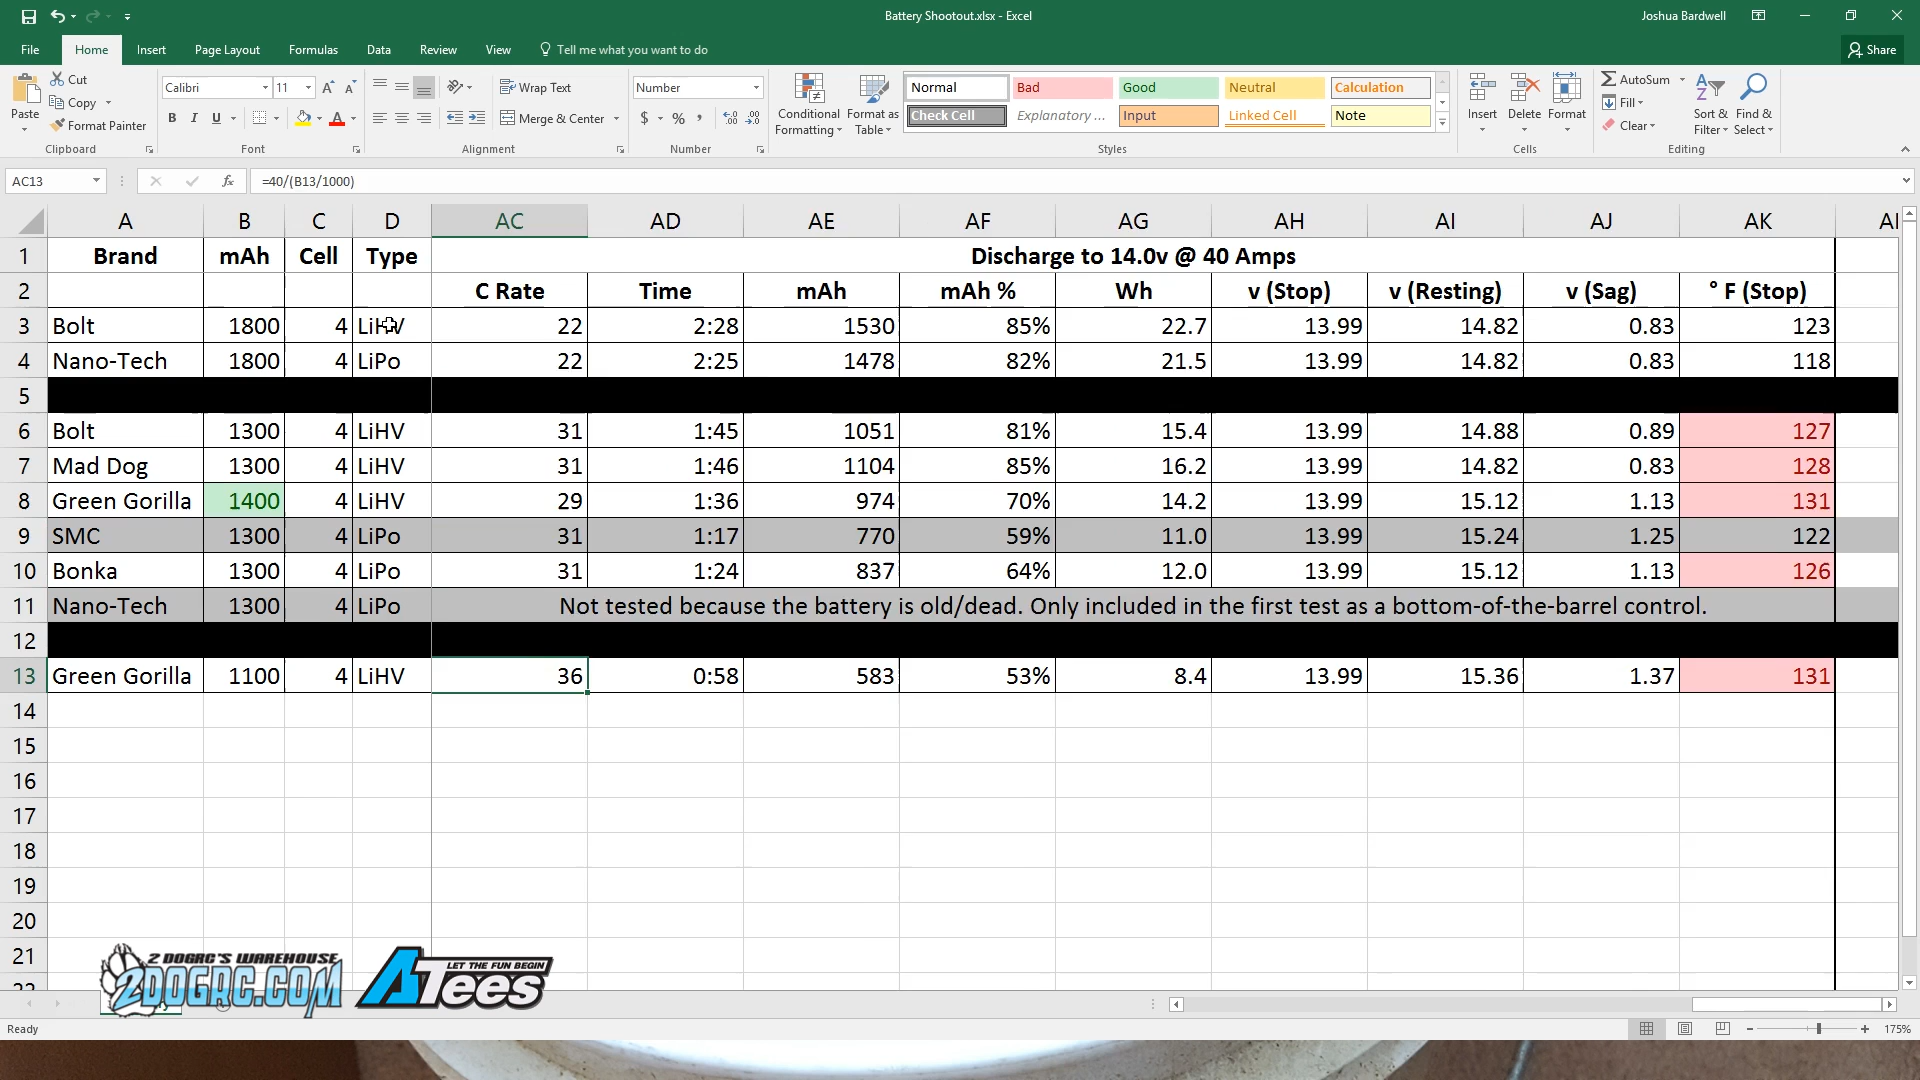 Battery Shootout.xlsx - Excel
Joshua Bardwell
File Home Insert Page Layout Formulas Data Review View Tell me what you want to do Share
Paste Cut Copy Format Painter Clipboard
Calibri 11 B I U Font
Wrap Text Merge & Center Alignment
Number $ % , Number
Conditional Formatting Format as Table
Normal Bad Good Neutral Calculation
Check Cell Explanatory ... Input Linked Cell Note
Styles
Insert Delete Format Cells
AutoSum Fill Clear Sort & Filter Find & Select Editing
AC13 fx =40/(B13/1000)
A B C D AC AD AE AF AG AH AI AJ AK
1 Brand mAh Cell Type Discharge to 14.0v @ 40 Amps
2 C Rate Time mAh mAh % Wh v (Stop) v (Resting) v (Sag) ° F (Stop)
3 Bolt 1800 4 LiHV 22 2:28 1530 85% 22.7 13.99 14.82 0.83 123
4 Nano-Tech 1800 4 LiPo 22 2:25 1478 82% 21.5 13.99 14.82 0.83 118
5
6 Bolt 1300 4 LiHV 31 1:45 1051 81% 15.4 13.99 14.88 0.89 127
7 Mad Dog 1300 4 LiHV 31 1:46 1104 85% 16.2 13.99 14.82 0.83 128
8 Green Gorilla 1400 4 LiHV 29 1:36 974 70% 14.2 13.99 15.12 1.13 131
9 SMC 1300 4 LiPo 31 1:17 770 59% 11.0 13.99 15.24 1.25 122
10 Bonka 1300 4 LiPo 31 1:24 837 64% 12.0 13.99 15.12 1.13 126
11 Nano-Tech 1300 4 LiPo Not tested because the battery is old/dead. Only included in the first test as a bottom-of-the-barrel control.
12
13 Green Gorilla 1100 4 LiHV 36 0:58 583 53% 8.4 13.99 15.36 1.37 131
14
15
16
17
18
19
20
21
2 DOGRC'S WAREHOUSE
2DOGRC.COM
LET THE FUN BEGIN
ATees
Ready
175%